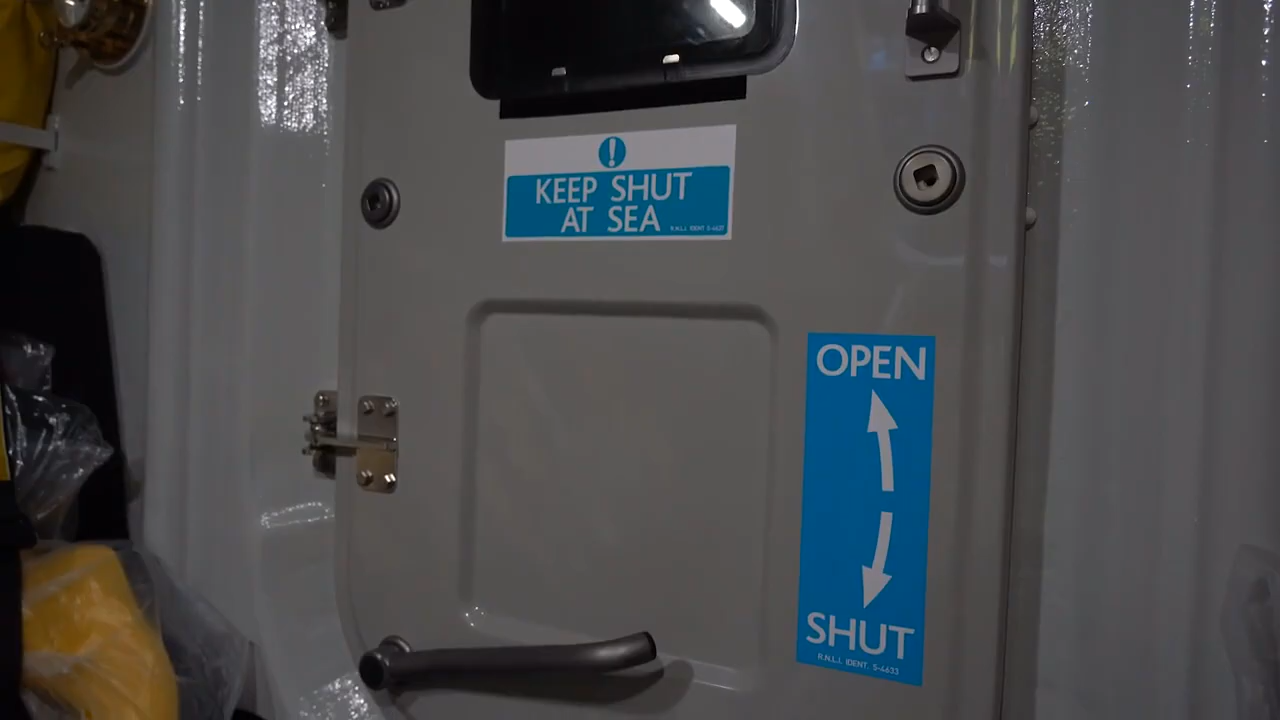 KEEP SHUT
AT SEA
R.N.L.I. IDENT S-4627
OPEN
SHUT
R.N.L.I. IDENT. S-4633